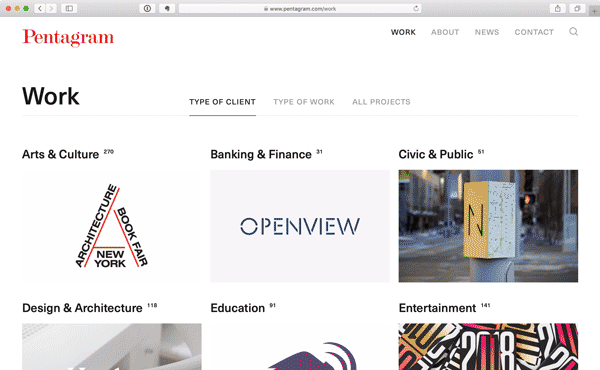 www.pentagram.com/work
Pentagram
WORK ABOUT NEWS CONTACT
Work
TYPE OF CLIENT TYPE OF WORK ALL PROJECTS
Arts & Culture 270
Banking & Finance 31
Civic & Public 51
ARCHITECTURE
BOOK FAIR
NEW
YORK
OPENVIEW
N
Design & Architecture 118
Education 91
Entertainment 141